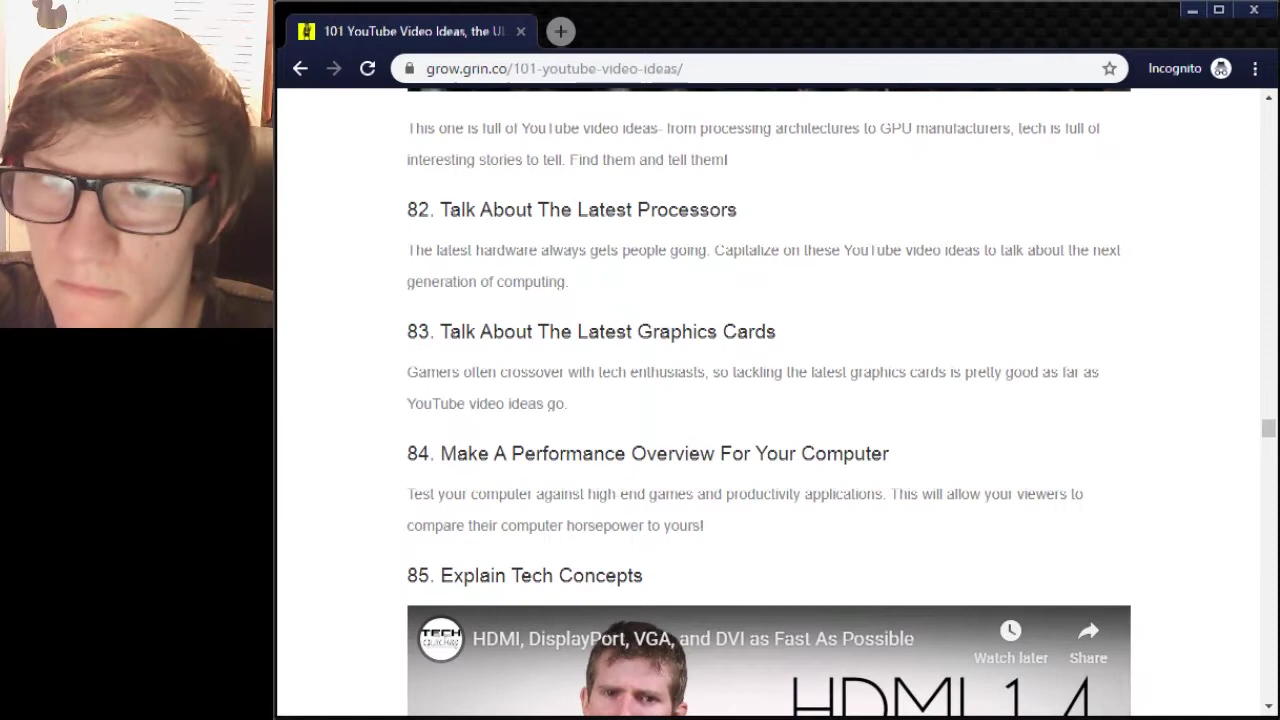 101 YouTube Video Ideas, the Ul
grow.grin.co/101-youtube-video-ideas/
Incognito
This one is full of YouTube video ideas- from processing architectures to GPU manufacturers, tech is full of
interesting stories to tell. Find them and tell them!
82. Talk About The Latest Processors
The latest hardware always gets people going. Capitalize on these YouTube video ideas to talk about the next
generation of computing.
83. Talk About The Latest Graphics Cards
Gamers often crossover with tech enthusiasts, so tackling the latest graphics cards is pretty good as far as
YouTube video ideas go.
84. Make A Performance Overview For Your Computer
Test your computer against high end games and productivity applications. This will allow your viewers to
compare their computer horsepower to yours!
85. Explain Tech Concepts
TECH
HDMI, DisplayPort, VGA, and DVI as Fast As Possible
Watch later
Share
HDMI 1.4